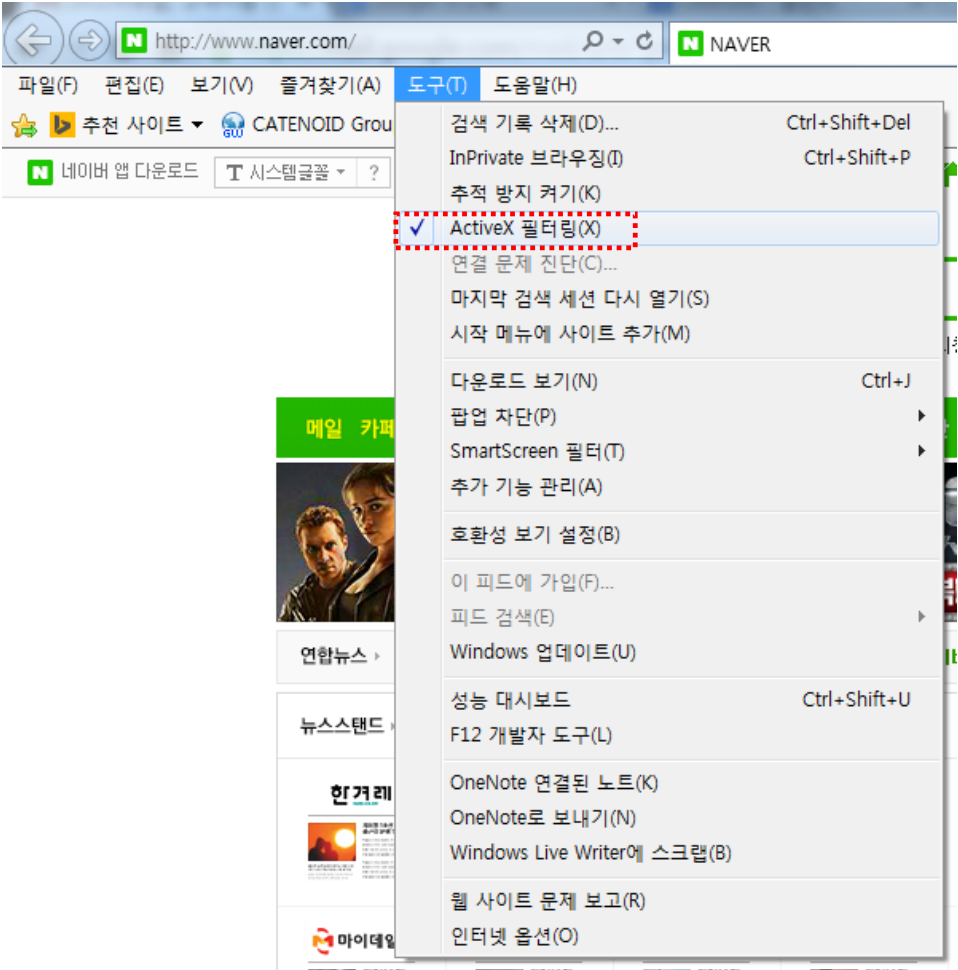 N http://www.naver.com/
N NAVER
파일(F) 편집(E) 보기(V) 즐겨찾기(A) 도구(T) 도움말(H)
추천 사이트 CATENOID Grou
N 네이버 앱 다운로드 T 시스템글꼴 ?
검색 기록 삭제(D)... Ctrl+Shift+Del
InPrivate 브라우징(I) Ctrl+Shift+P
추적 방지 켜기(K)
ActiveX 필터링(X)
연결 문제 진단(C)...
마지막 검색 세션 다시 열기(S)
시작 메뉴에 사이트 추가(M)
다운로드 보기(N) Ctrl+J
팝업 차단(P)
SmartScreen 필터(T)
추가 기능 관리(A)
호환성 보기 설정(B)
이 피드에 가입(F)...
피드 검색(E)
Windows 업데이트(U)
성능 대시보드 Ctrl+Shift+U
F12 개발자 도구(L)
OneNote 연결된 노트(K)
OneNote로 보내기(N)
Windows Live Writer에 스크랩(B)
웹 사이트 문제 보고(R)
인터넷 옵션(O)
메일 카페
연합뉴스
뉴스스탠드
한겨레
마이데일